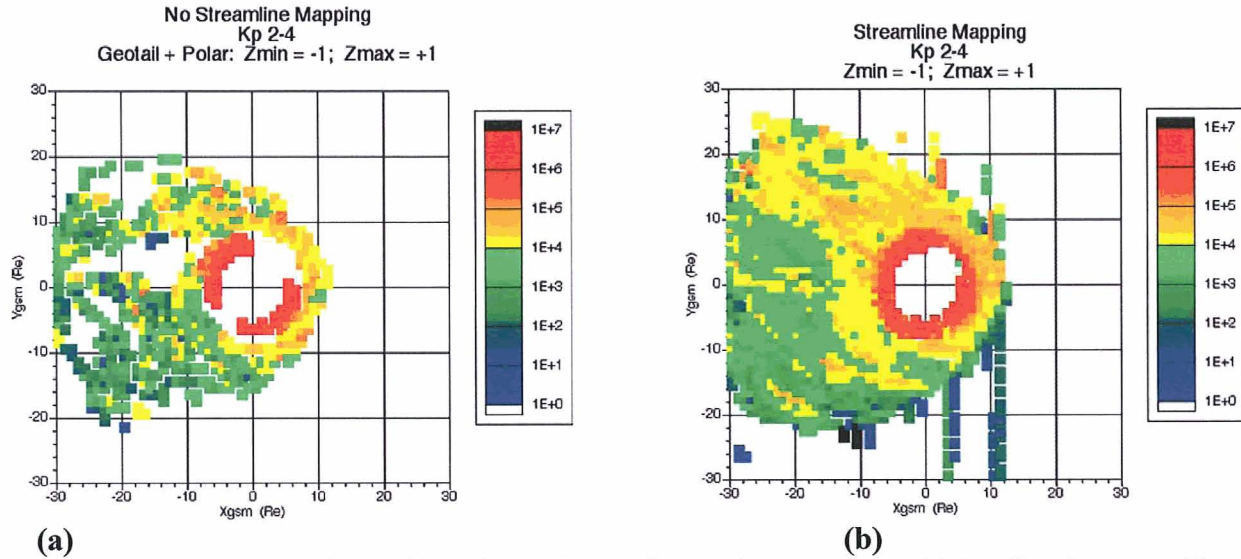 No Streamline Mapping
Kp 2-4
Geotail + Polar: Zmin = -1; Zmax = +1
30
20
10
0
-10
-20
-30
Ygsm (Re)
-30 -20 -10 0 10 20 30
Xgsm (Re)
1E+7
1E+6
1E+5
1E+4
1E+3
1E+2
1E+1
1E+0
(a)
Streamline Mapping
Kp 2-4
Zmin = -1; Zmax = +1
30
20
10
0
-10
-20
-30
Ygsm (Re)
-30 -20 -10 0 10 20 30
Xgsm (Re)
1E+7
1E+6
1E+5
1E+4
1E+3
1E+2
1E+1
1E+0
(b)